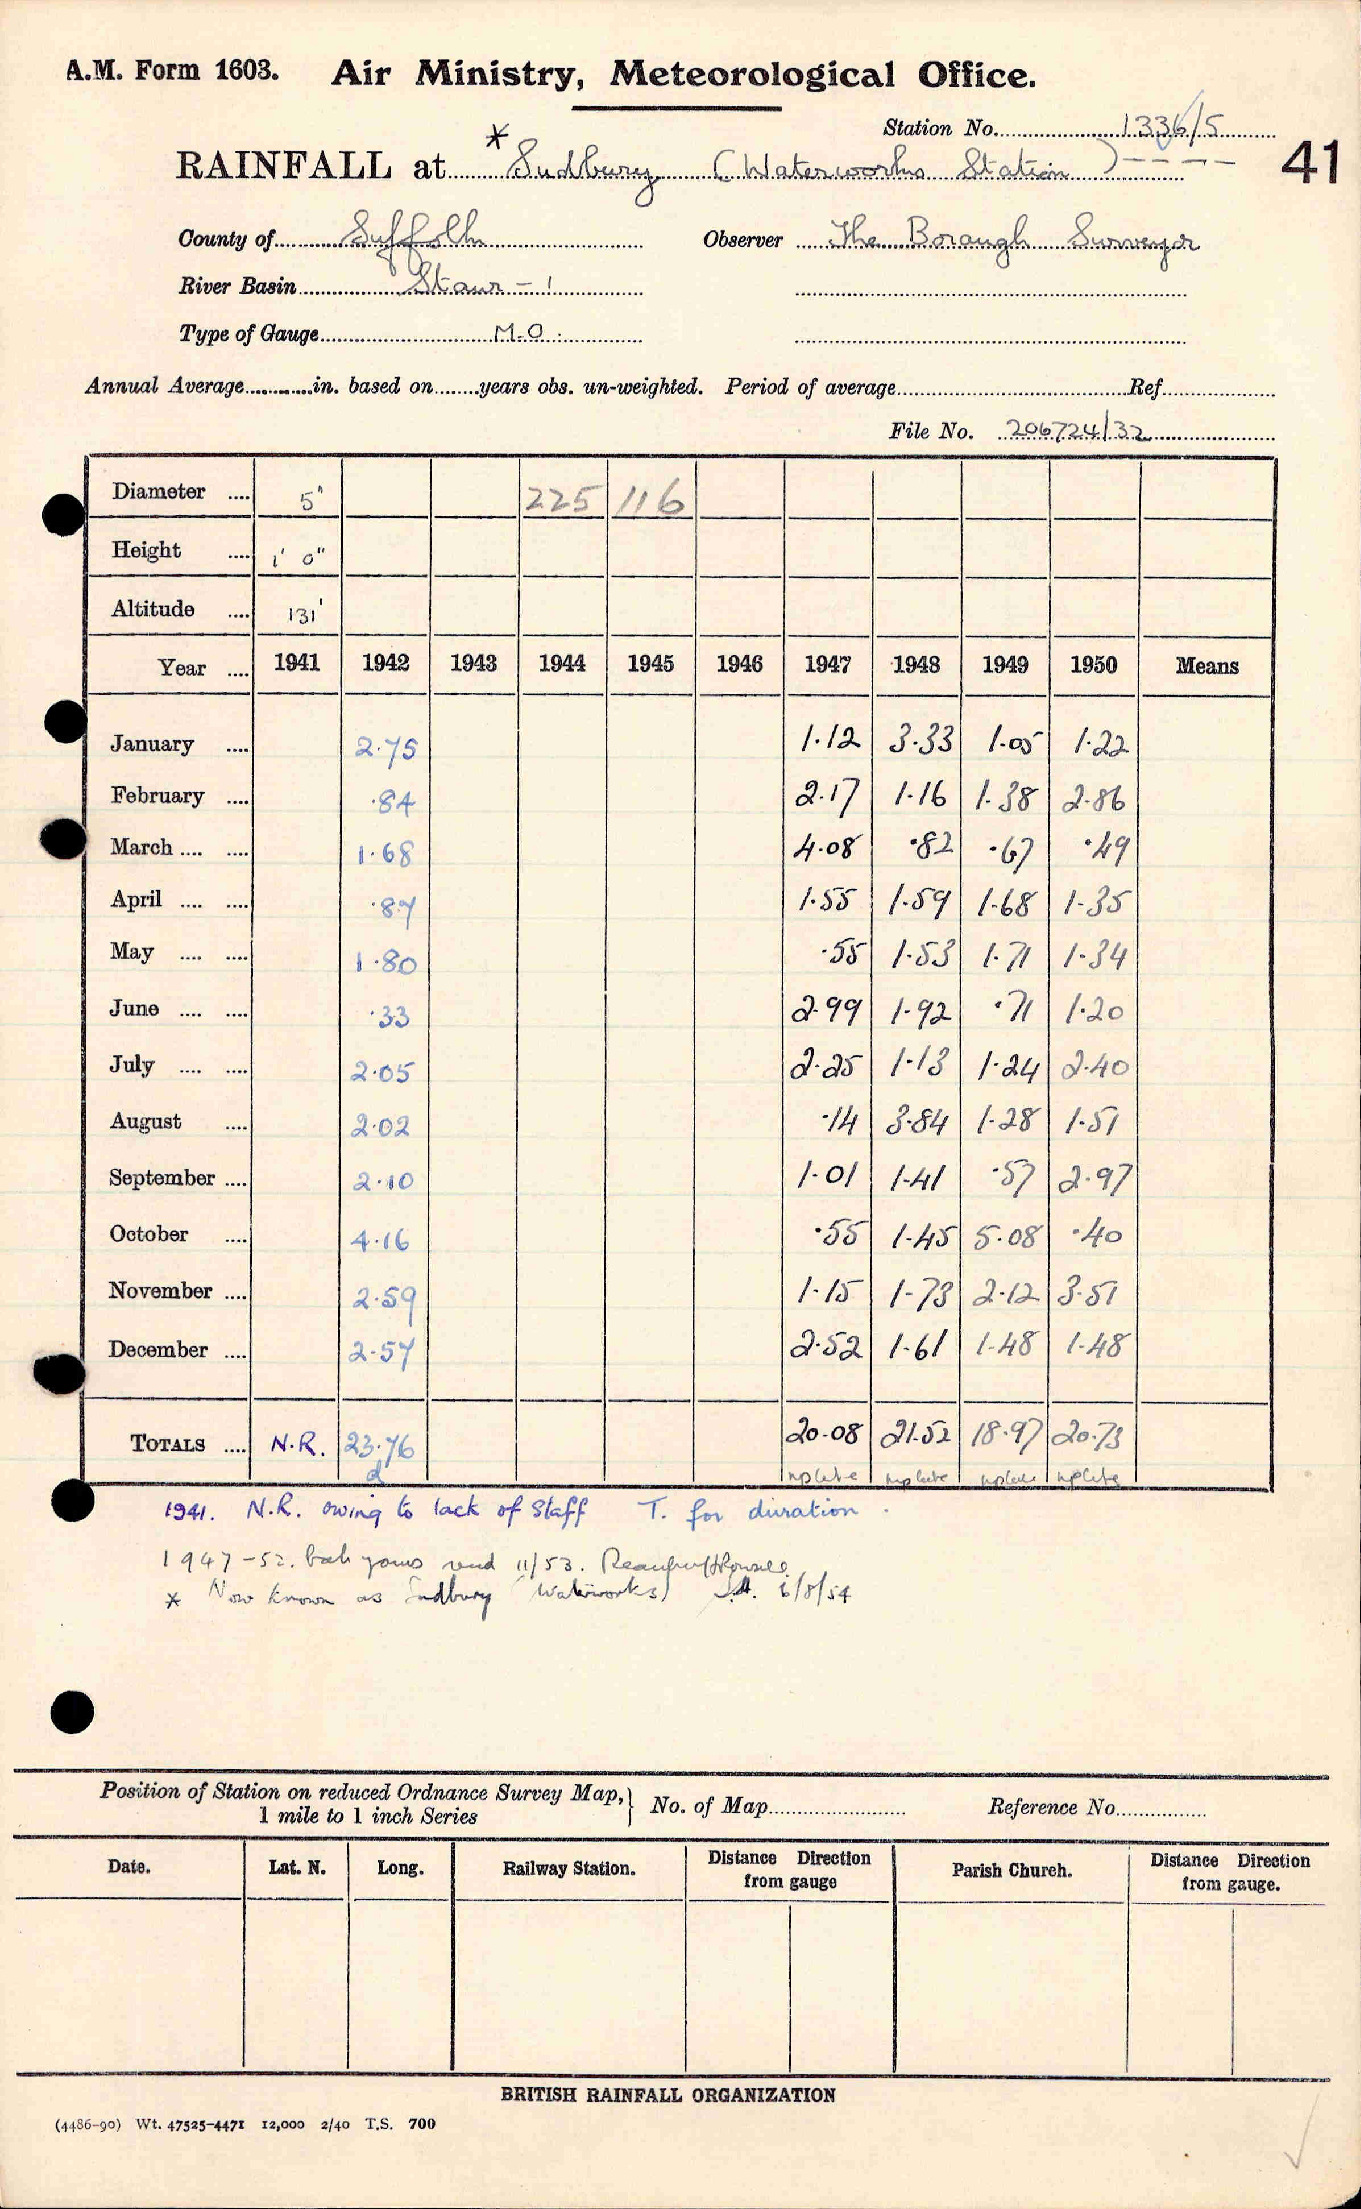 A.M. Form 1603. Air Ministry, Meteorological Office.
Station No. 1336/5
RAINFALL at * Sudbury (Waterworks Station) 41
County of Suffolk Observer The Borough Surveyor
River Basin Stour - 1
Type of Gauge M.O.
Annual Average in. based on years obs. un-weighted. Period of average Ref.
File No. 206724/32
Diameter 5" 225 116
Height 1' 0"
Altitude 131'
Year 1941 1942 1943 1944 1945 1946 1947 1948 1949 1950 Means
January 2.75 1.12 3.33 1.05 1.22
February .84 2.17 1.16 1.38 2.86
March 1.68 4.08 .82 .67 .49
April .87 1.55 1.59 1.68 1.35
May 1.80 .55 1.53 1.71 1.34
June .33 2.99 1.92 .71 1.20
July 2.05 2.25 1.13 1.24 2.40
August 2.02 .14 3.84 1.28 1.51
September 2.10 1.01 1.41 .57 2.97
October 4.16 .55 1.45 5.08 .40
November 2.59 1.15 1.73 2.12 3.51
December 2.57 2.52 1.61 1.48 1.48
TOTALS N.R. 23.76 20.08 21.52 18.97 20.73
d
1941. N.R. owing to lack of Staff T. for duration.
1947-52. back years recd 11/53.
* Now known as Sudbury (Waterworks) 6/8/54
Position of Station on reduced Ordnance Survey Map, 1 mile to 1 inch Series } No. of Map Reference No.
Date. Lat. N. Long. Railway Station. Distance Direction from gauge Parish Church. Distance Direction from gauge.
BRITISH RAINFALL ORGANIZATION
(4486-90) Wt. 47525-4471 12,000 2/40 T.S. 700